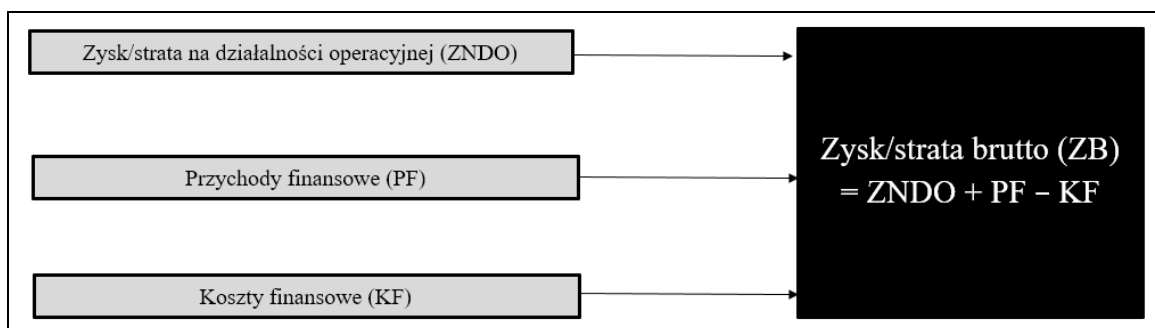 Zysk/strata na działalności operacyjnej (ZNDO)
Przychody finansowe (PF)
Koszty finansowe (KF)
Zysk/strata brutto (ZB)
= ZNDO + PF – KF